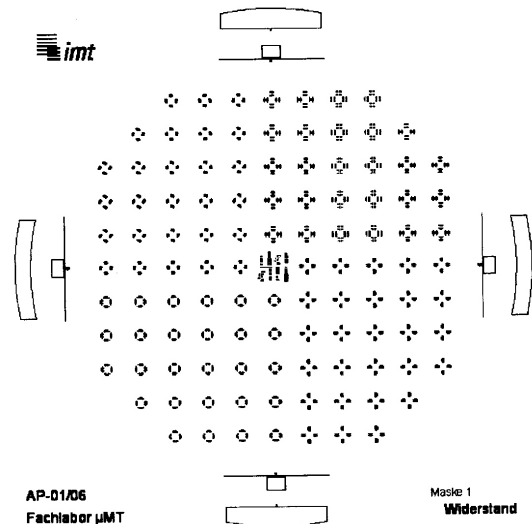 imt
AP-01/06
Fachlabor µMT
Maske 1
Widerstand